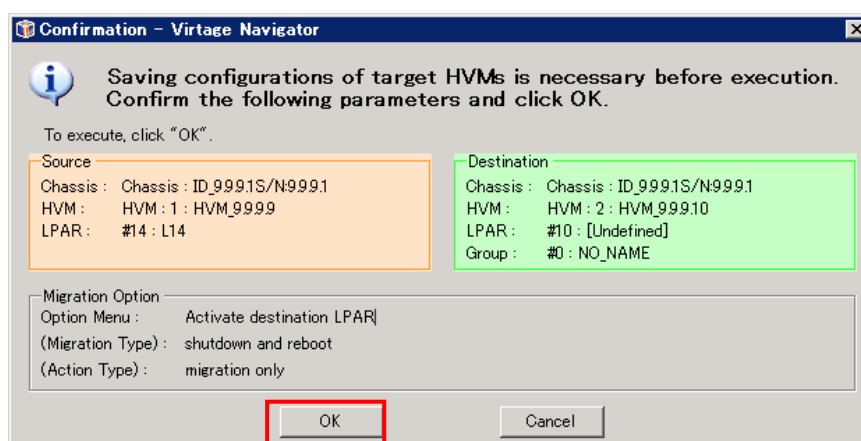 Confirmation - Virtage Navigator
Saving configurations of target HVMs is necessary before execution.
Confirm the following parameters and click OK.
To execute, click "OK".
Source
Chassis : Chassis : ID_9.9.9.1S/N:9.9.9.1
HVM : HVM : 1 : HVM_9.9.9.9
LPAR : #14 : L14
Destination
Chassis : Chassis : ID_9.9.9.1S/N:9.9.9.1
HVM : HVM : 2 : HVM_9.9.9.10
LPAR : #10 : [Undefined]
Group : #0 : NO_NAME
Migration Option
Option Menu : Activate destination LPAR
(Migration Type) : shutdown and reboot
(Action Type) : migration only
OK Cancel